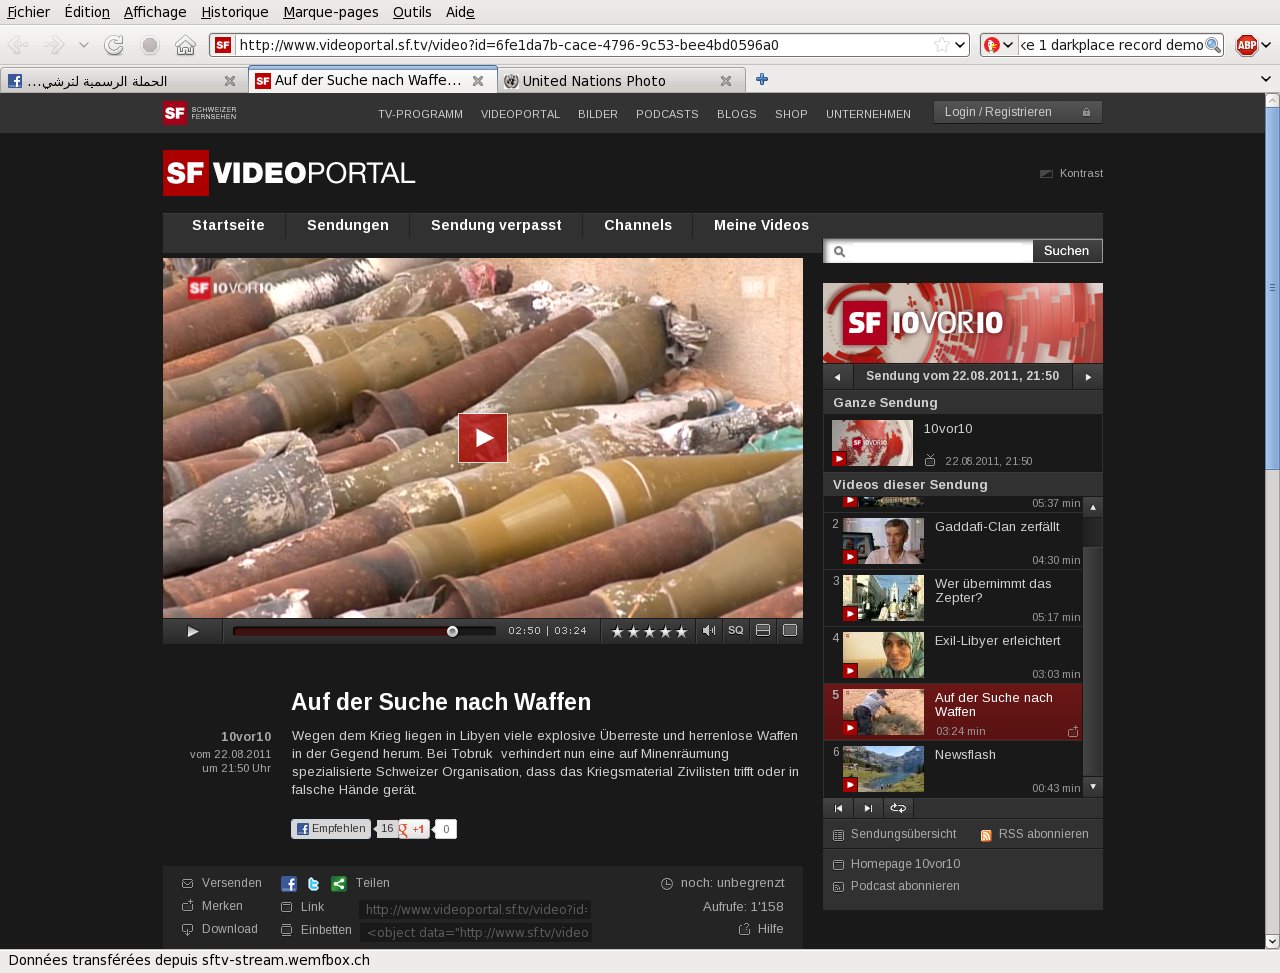 Fichier Édition Affichage Historique Marque-pages Outils Aide
http://www.videoportal.sf.tv/video?id=6fe1da7b-cace-4796-9c53-bee4bd0596a0
1 darkplace record demo
ABP
الحملة الرسمية لترشي...
SF Auf der Suche nach Waffe...
United Nations Photo
SF SCHWEIZER FERNSEHEN
TV-PROGRAMM VIDEOPORTAL BILDER PODCASTS BLOGS SHOP UNTERNEHMEN
Login / Registrieren
SF VIDEOPORTAL
Kontrast
Startseite Sendungen Sendung verpasst Channels Meine Videos
Suchen
SF 10VOR10
02:50 | 03:24
SQ
Auf der Suche nach Waffen
10vor10
vom 22.08.2011
um 21:50 Uhr
Wegen dem Krieg liegen in Libyen viele explosive Überreste und herrenlose Waffen
in der Gegend herum. Bei Tobruk verhindert nun eine auf Minenräumung
spezialisierte Schweizer Organisation, dass das Kriegsmaterial Zivilisten trifft oder in
falsche Hände gerät.
Empfehlen 16 +1 0
Versenden Teilen noch: unbegrenzt
Merken Link http://www.videoportal.sf.tv/video?id= Aufrufe: 1'158
Download Einbetten <object data="http://www.sf.tv/video Hilfe
SF 10VOR10
Sendung vom 22.08.2011, 21:50
Ganze Sendung
SF 10VOR10
10vor10
22.08.2011, 21:50
Videos dieser Sendung
05:37 min
2 Gaddafi-Clan zerfällt
04:30 min
3 Wer übernimmt das
Zepter?
05:17 min
4 Exil-Libyer erleichtert
03:03 min
5 Auf der Suche nach
Waffen
03:24 min
6 Newsflash
00:43 min
Sendungsübersicht RSS abonnieren
Homepage 10vor10
Podcast abonnieren
Données transférées depuis sftv-stream.wemfbox.ch